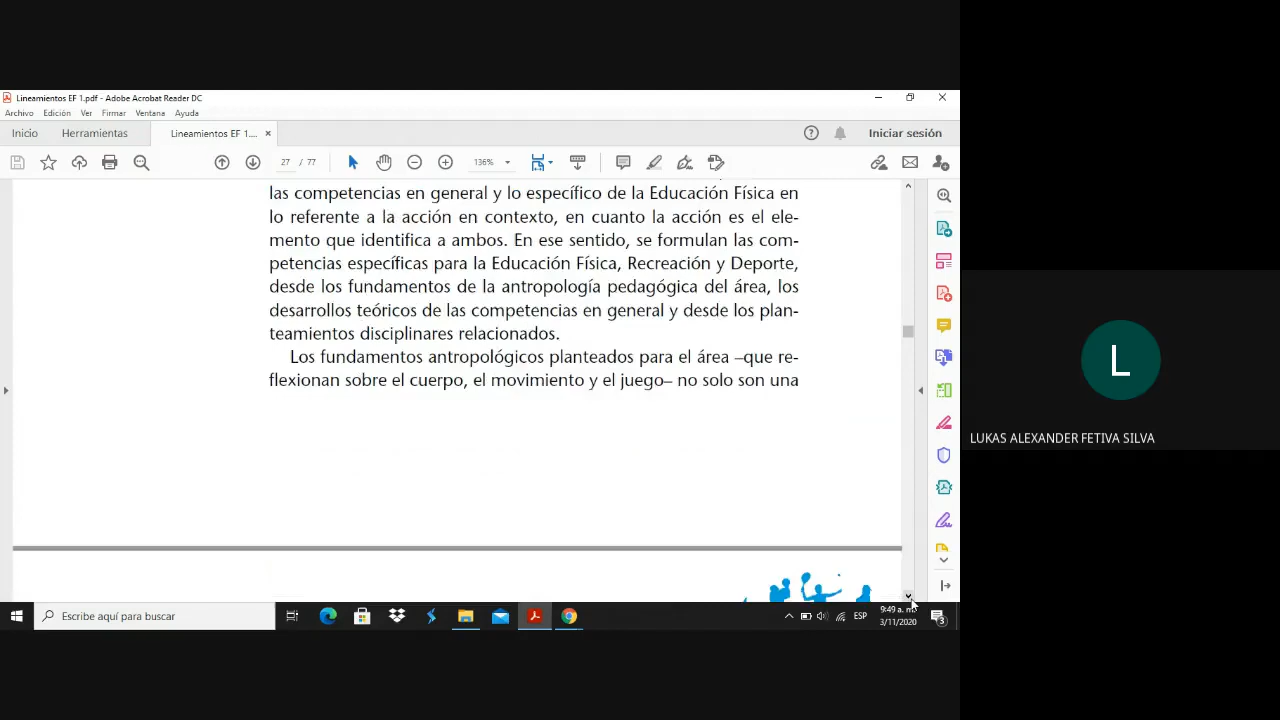 Lineamientos EF 1.pdf - Adobe Acrobat Reader DC
Archivo Edición Ver Firmar Ventana Ayuda
Inicio Herramientas Lineamientos EF 1.... × Iniciar sesión
27 / 77 136%
las competencias en general y lo específico de la Educación Física en
lo referente a la acción en contexto, en cuanto la acción es el ele-
mento que identifica a ambos. En ese sentido, se formulan las com-
petencias específicas para la Educación Física, Recreación y Deporte,
desde los fundamentos de la antropología pedagógica del área, los
desarrollos teóricos de las competencias en general y desde los plan-
teamientos disciplinares relacionados.
Los fundamentos antropológicos planteados para el área –que re-
flexionan sobre el cuerpo, el movimiento y el juego– no solo son una
L
LUKAS ALEXANDER FETIVA SILVA
Escribe aquí para buscar
ESP
9:49 a. m.
3/11/2020
3